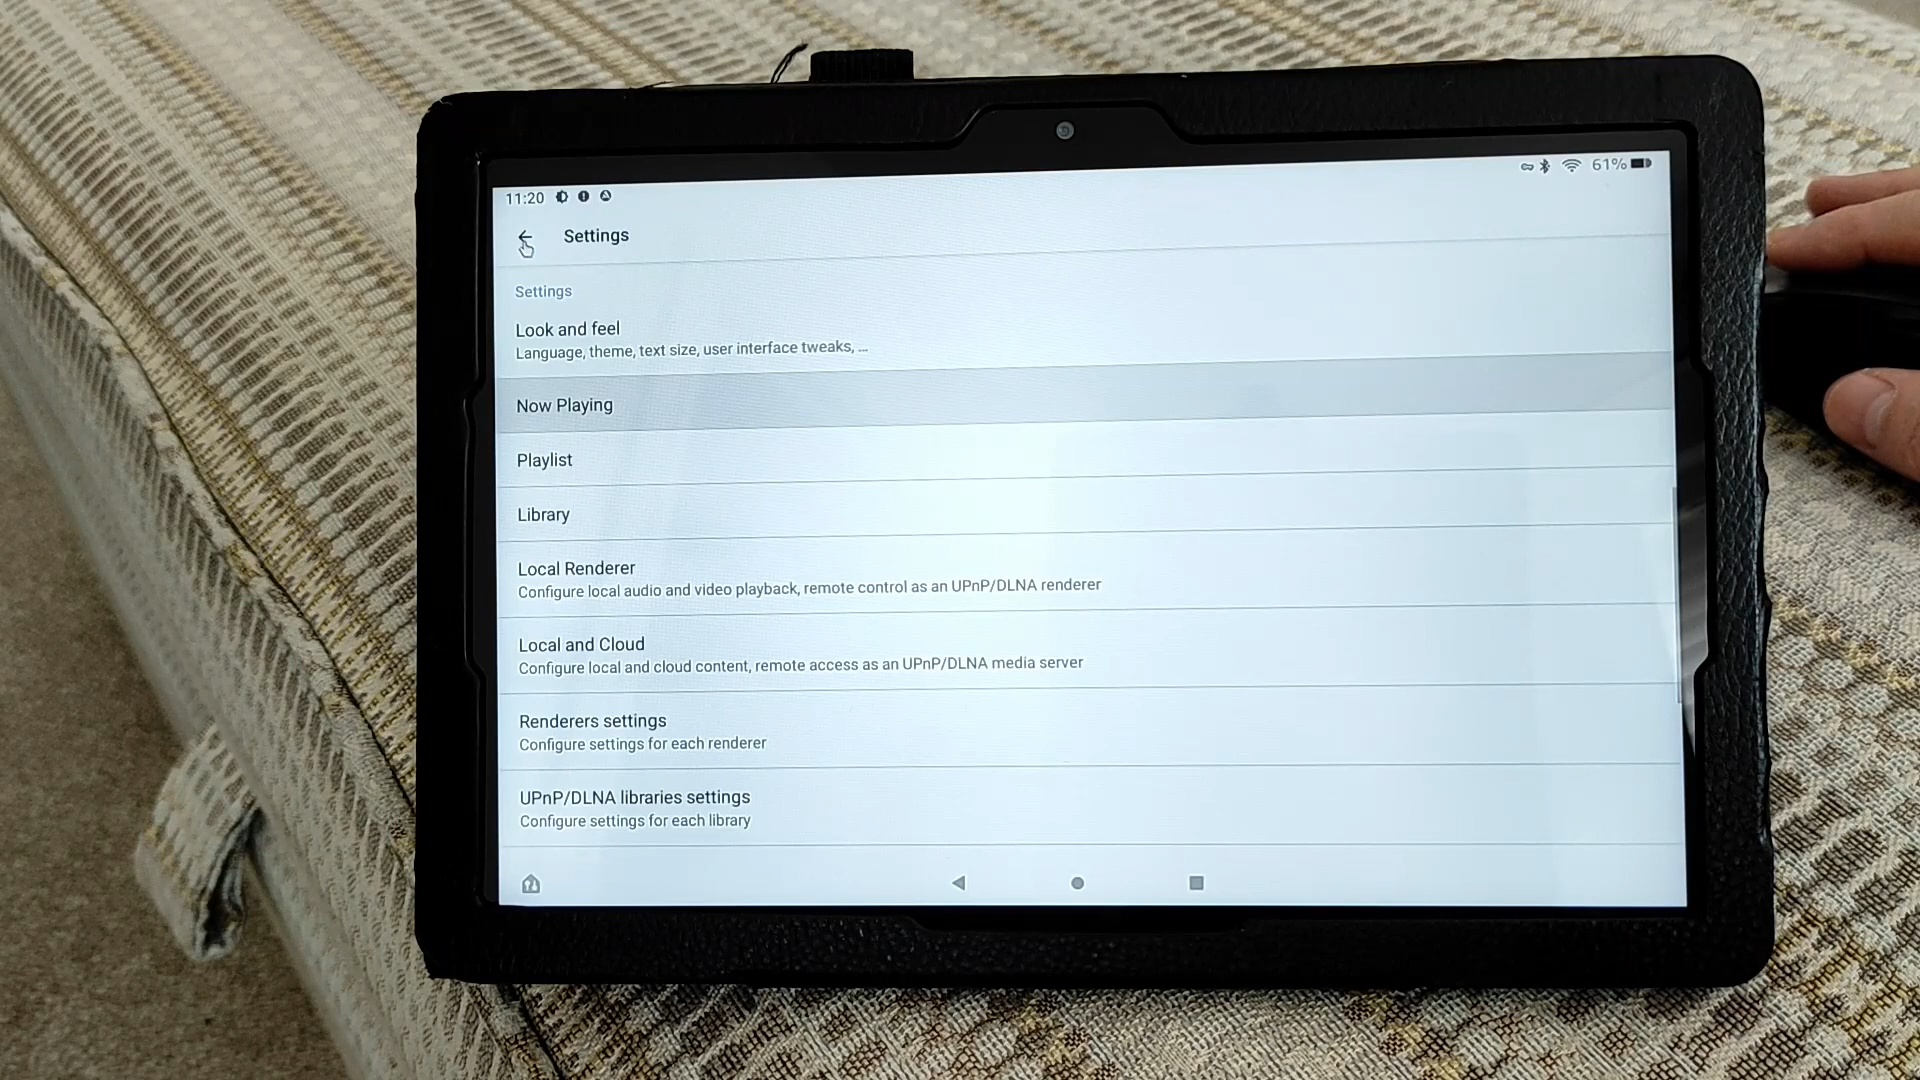 11:20
61%
Settings
Settings
Look and feel
Language, theme, text size, user interface tweaks, ...
Now Playing
Playlist
Library
Local Renderer
Configure local audio and video playback, remote control as an UPnP/DLNA renderer
Local and Cloud
Configure local and cloud content, remote access as an UPnP/DLNA media server
Renderers settings
Configure settings for each renderer
UPnP/DLNA libraries settings
Configure settings for each library